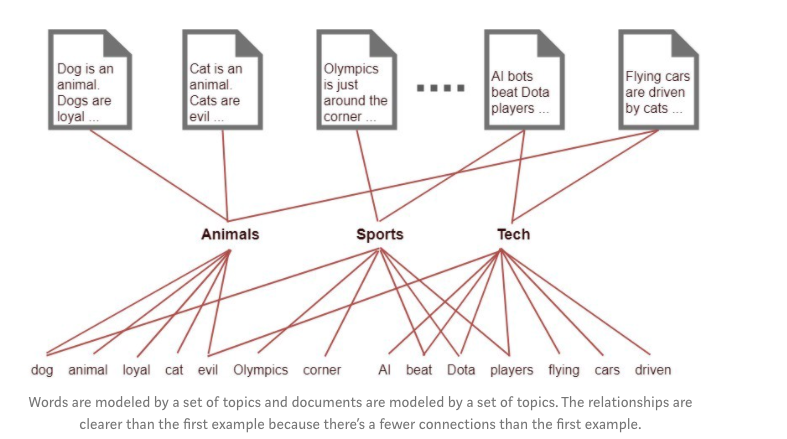 Dog is an
animal.
Dogs are
loyal ...
Cat is an
animal.
Cats are
evil ...
Olympics
is just
around the
corner ...
AI bots
beat Dota
players ...
Flying cars
are driven
by cats ...
Animals
Sports
Tech
dog
animal
loyal
cat
evil
Olympics
corner
AI
beat
Dota
players
flying
cars
driven
Words are modeled by a set of topics and documents are modeled by a set of topics. The relationships are
clearer than the first example because there's a fewer connections than the first example.